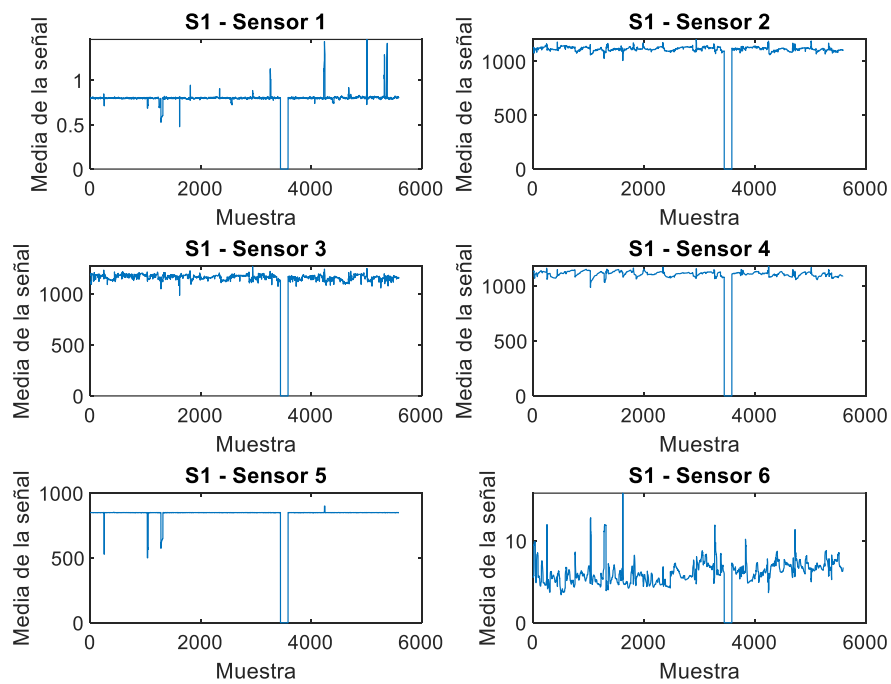 S1 - Sensor 1
Media de la señal
1
0.5
0
0
2000
4000
6000
Muestra
S1 - Sensor 2
Media de la señal
1000
500
0
0
2000
4000
6000
Muestra
S1 - Sensor 3
Media de la señal
1000
500
0
0
2000
4000
6000
Muestra
S1 - Sensor 4
Media de la señal
1000
500
0
0
2000
4000
6000
Muestra
S1 - Sensor 5
Media de la señal
1000
500
0
0
2000
4000
6000
Muestra
S1 - Sensor 6
Media de la señal
10
0
0
2000
4000
6000
Muestra